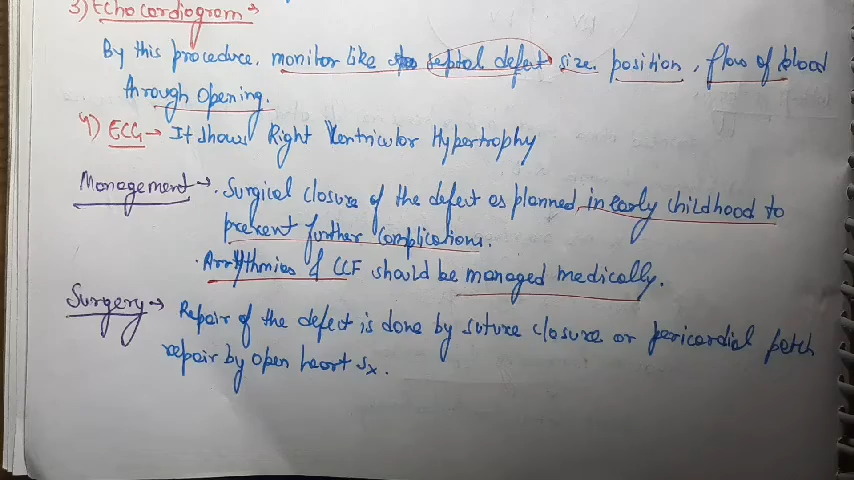 3) Echocardiogram →
By this procedure, monitor like septal defect size, position, flow of blood
through opening.
4) ECG → It shows Right Ventricular Hypertrophy
Management → . Surgical closure of the defect as planned in early childhood to
prevent further complications.
. Arrhythmias & CCF should be managed medically.
Surgery → Repair of the defect is done by suture closure or pericardial patch
repair by open heart Sx.